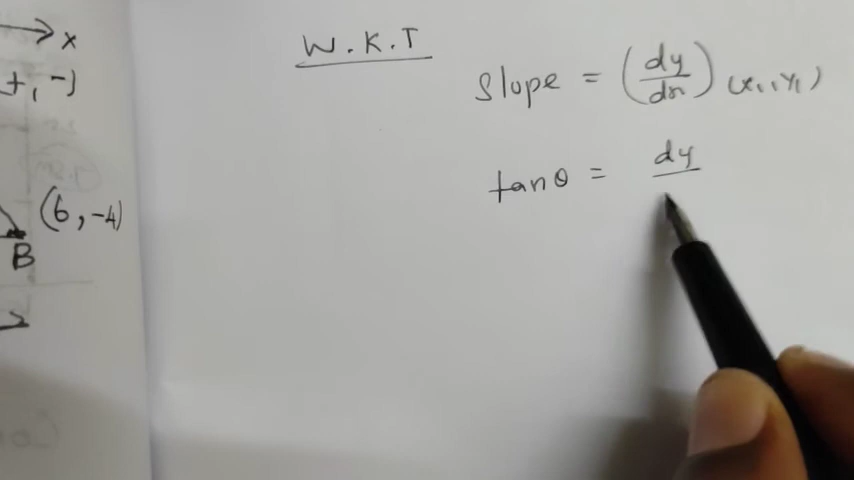 x
+, -)
(6, -4)
B
W.K.T
Slope = (dy/dx) (x₁, y₁)
tanθ = dy